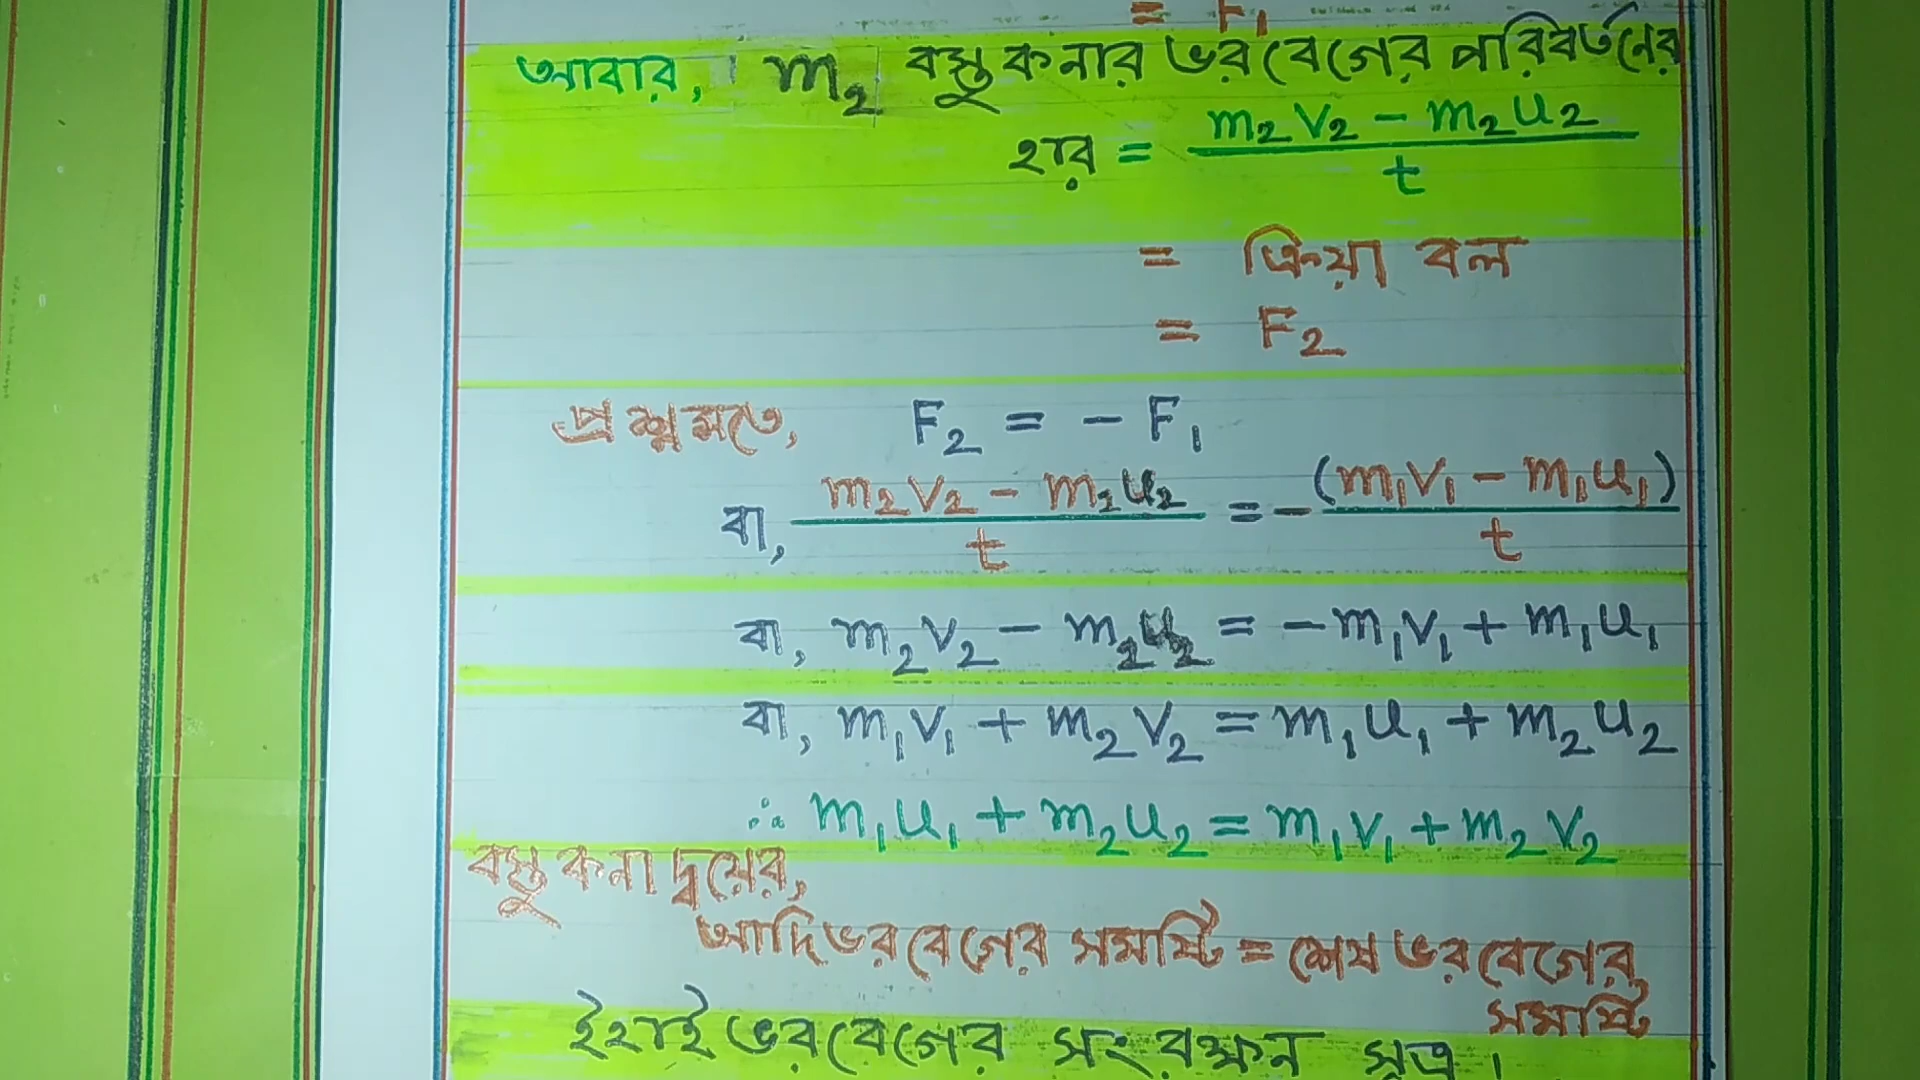 = F₁
আবার, m₂ বস্তু কনার ভরবেগের পরিবর্তনের
হার = (m₂v₂ - m₂u₂)/t
= ক্রিয়া বল
= F₂
প্রশ্নমতে, F₂ = - F₁
বা, (m₂v₂ - m₂u₂)/t = - (m₁v₁ - m₁u₁)/t
বা, m₂v₂ - m₂u₂ = -m₁v₁ + m₁u₁
বা, m₁v₁ + m₂v₂ = m₁u₁ + m₂u₂
∴ m₁u₁ + m₂u₂ = m₁v₁ + m₂v₂
বস্তু কনা দ্বয়ের,
আদিভরবেগের সমষ্টি = শেষ ভরবেগের
সমষ্টি
ইহাই ভরবেগের সংরক্ষন সূত্র।